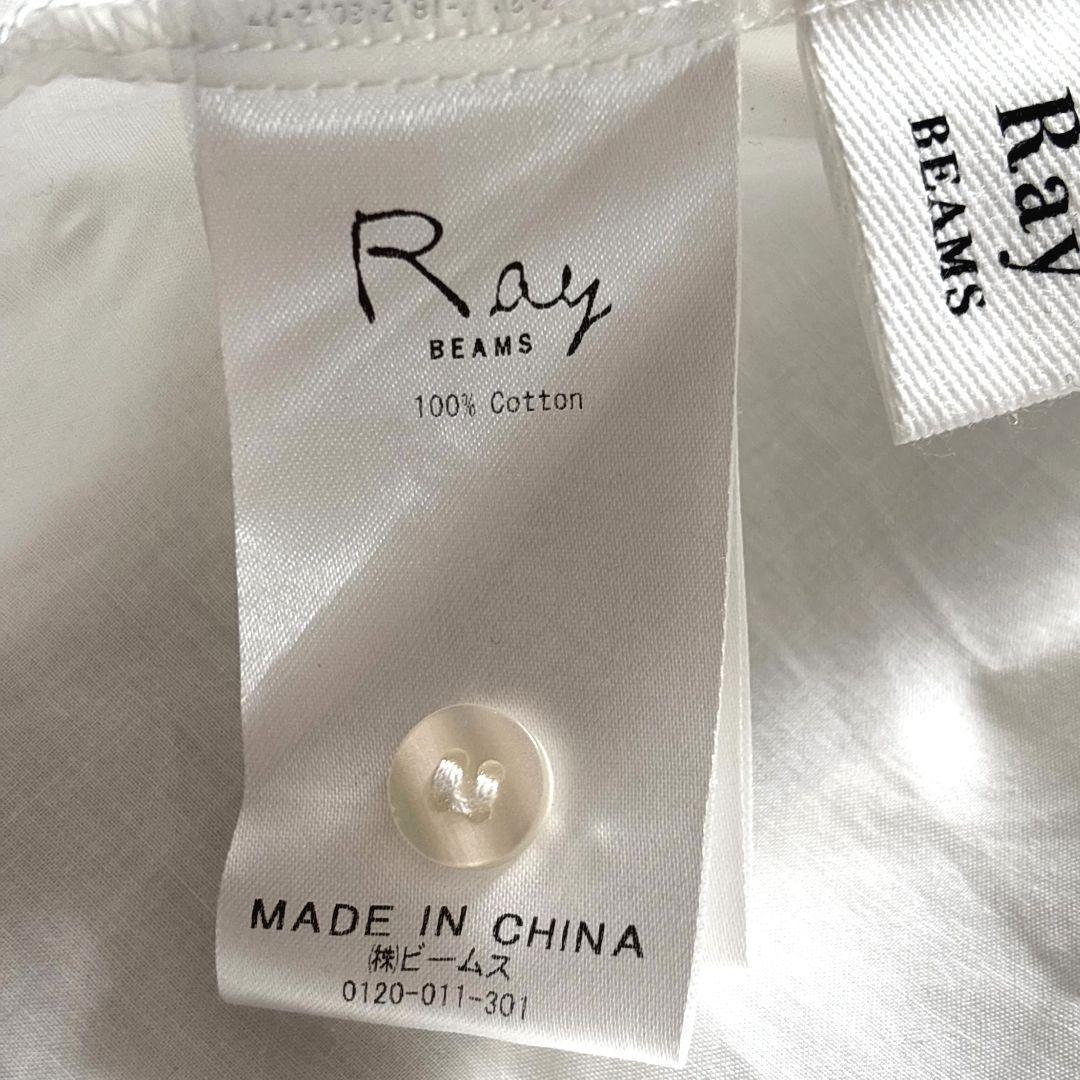 Ray
BEAMS
100% Cotton
MADE IN CHINA
㈱ビームス
0120-011-301
Ray
BEAMS